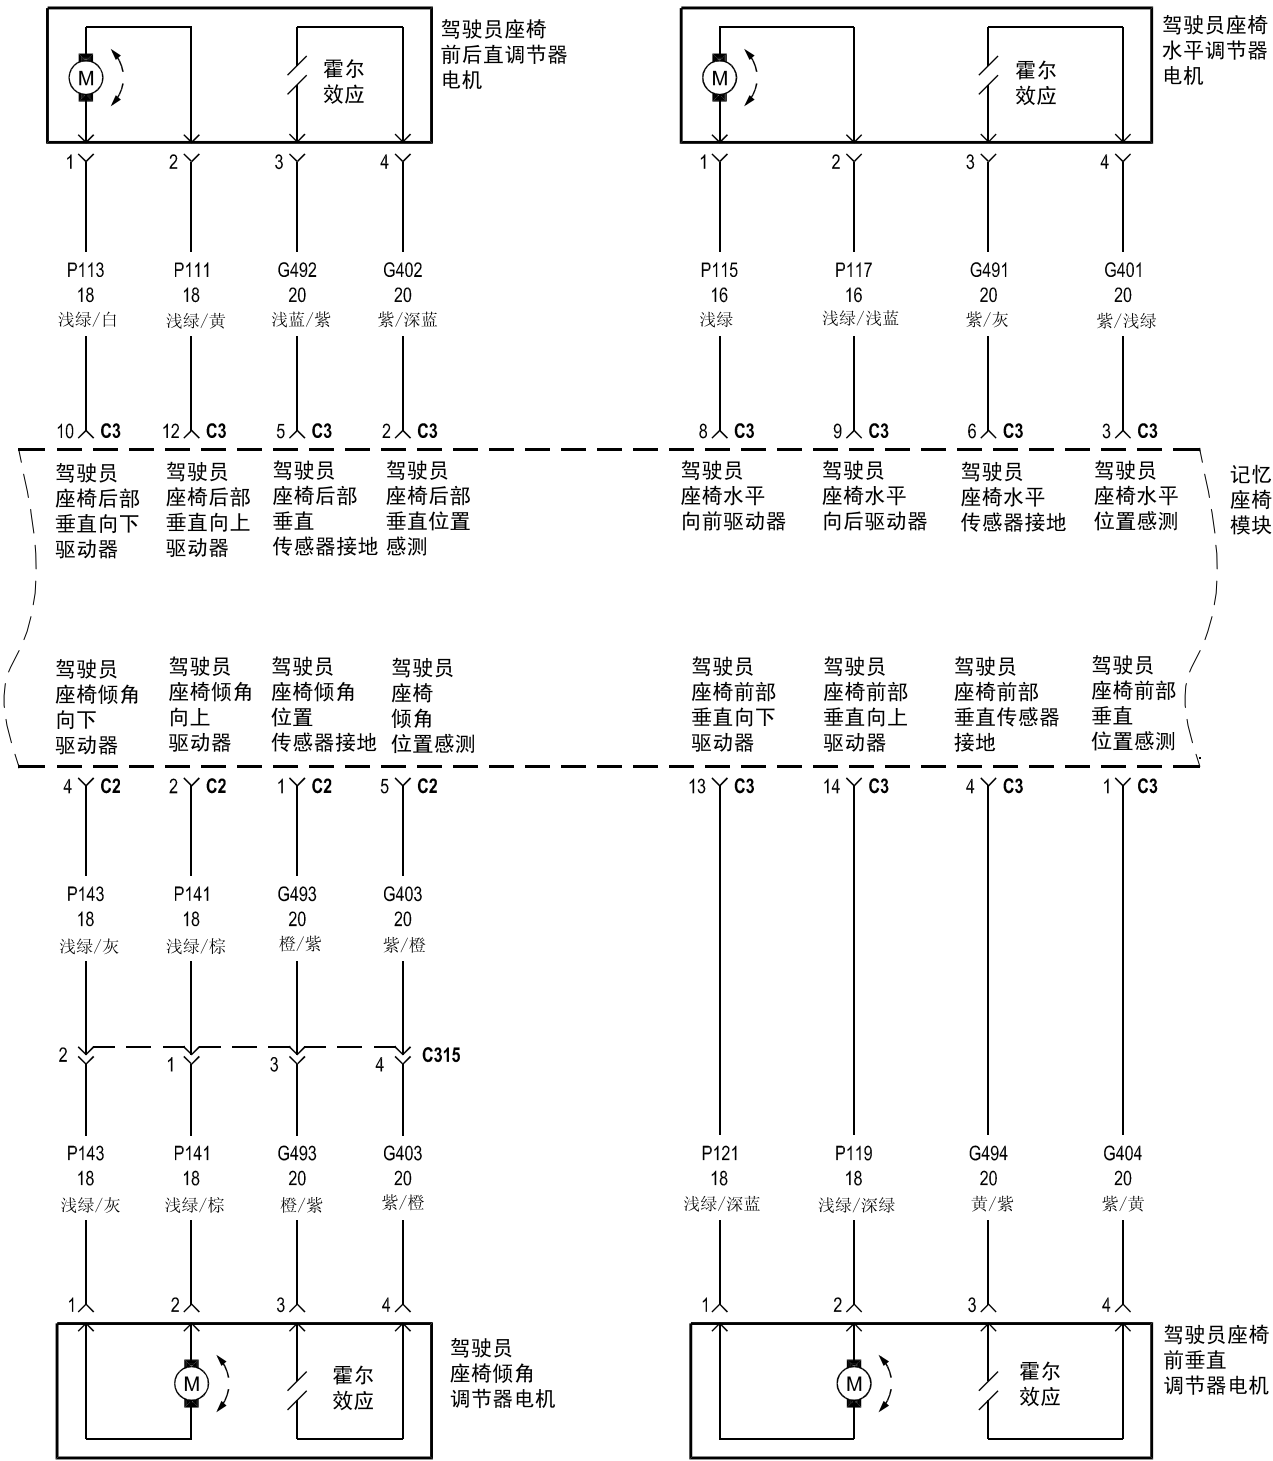 驾驶员座椅
前后直调节器
电机
M
霍尔
效应
驾驶员座椅
水平调节器
电机
M
霍尔
效应
1 2 3 4
1 2 3 4
P113
18
浅绿/白
P111
18
浅绿/黄
G492
20
浅蓝/紫
G402
20
紫/深蓝
P115
16
浅绿
P117
16
浅绿/浅蓝
G491
20
紫/灰
G401
20
紫/浅绿
10 C3 12 C3 5 C3 2 C3
8 C3 9 C3 6 C3 3 C3
驾驶员
座椅后部
垂直向下
驱动器
驾驶员
座椅后部
垂直向上
驱动器
驾驶员
座椅后部
垂直
传感器接地
驾驶员
座椅后部
垂直位置
感测
驾驶员
座椅水平
向前驱动器
驾驶员
座椅水平
向后驱动器
驾驶员
座椅水平
传感器接地
驾驶员
座椅水平
位置感测
记忆
座椅
模块
驾驶员
座椅倾角
向下
驱动器
驾驶员
座椅倾角
向上
驱动器
驾驶员
座椅倾角
位置
传感器接地
驾驶员
座椅
倾角
位置感测
驾驶员
座椅前部
垂直向下
驱动器
驾驶员
座椅前部
垂直向上
驱动器
驾驶员
座椅前部
垂直传感器
接地
驾驶员
座椅前部
垂直
位置感测
4 C2 2 C2 1 C2 5 C2
13 C3 14 C3 4 C3 1 C3
P143
18
浅绿/灰
P141
18
浅绿/棕
G493
20
橙/紫
G403
20
紫/橙
2 1 3 4 C315
P143
18
浅绿/灰
P141
18
浅绿/棕
G493
20
橙/紫
G403
20
紫/橙
P121
18
浅绿/深蓝
P119
18
浅绿/深绿
G494
20
黄/紫
G404
20
紫/黄
1 2 3 4
1 2 3 4
M
霍尔
效应
驾驶员
座椅倾角
调节器电机
M
霍尔
效应
驾驶员座椅
前垂直
调节器电机